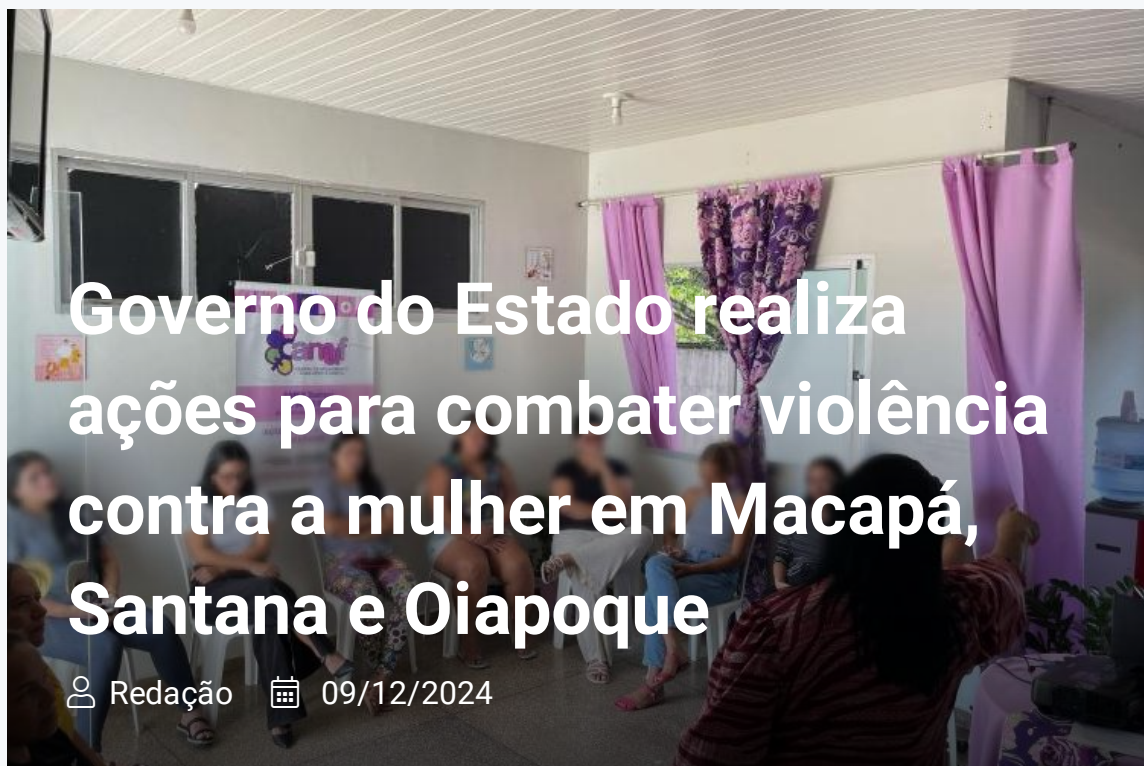 Governo do Estado realiza
ações para combater violência
contra a mulher em Macapá,
Santana e Oiapoque
Redação 09/12/2024